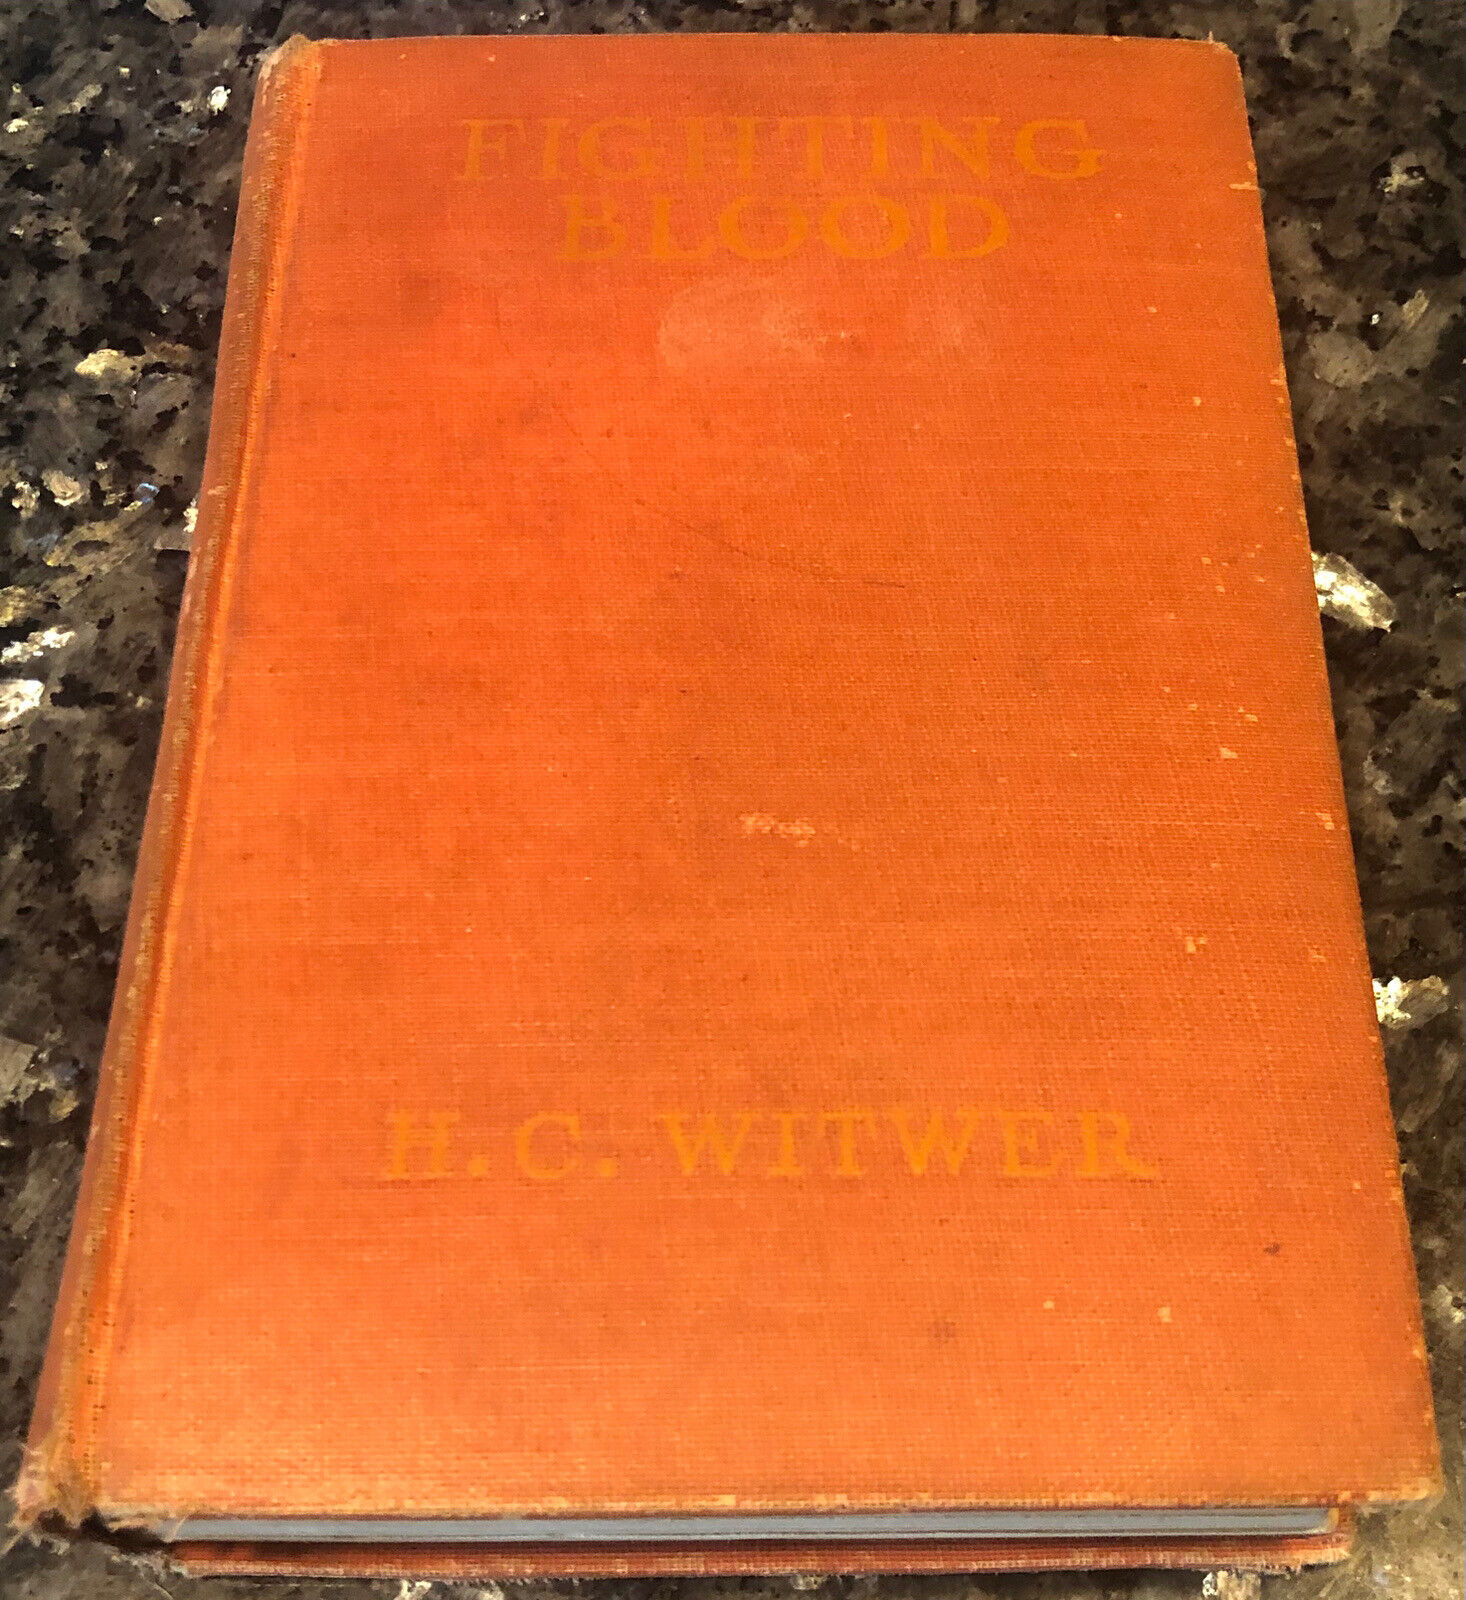 FIGHTING
BLOOD
H. C. WITWER